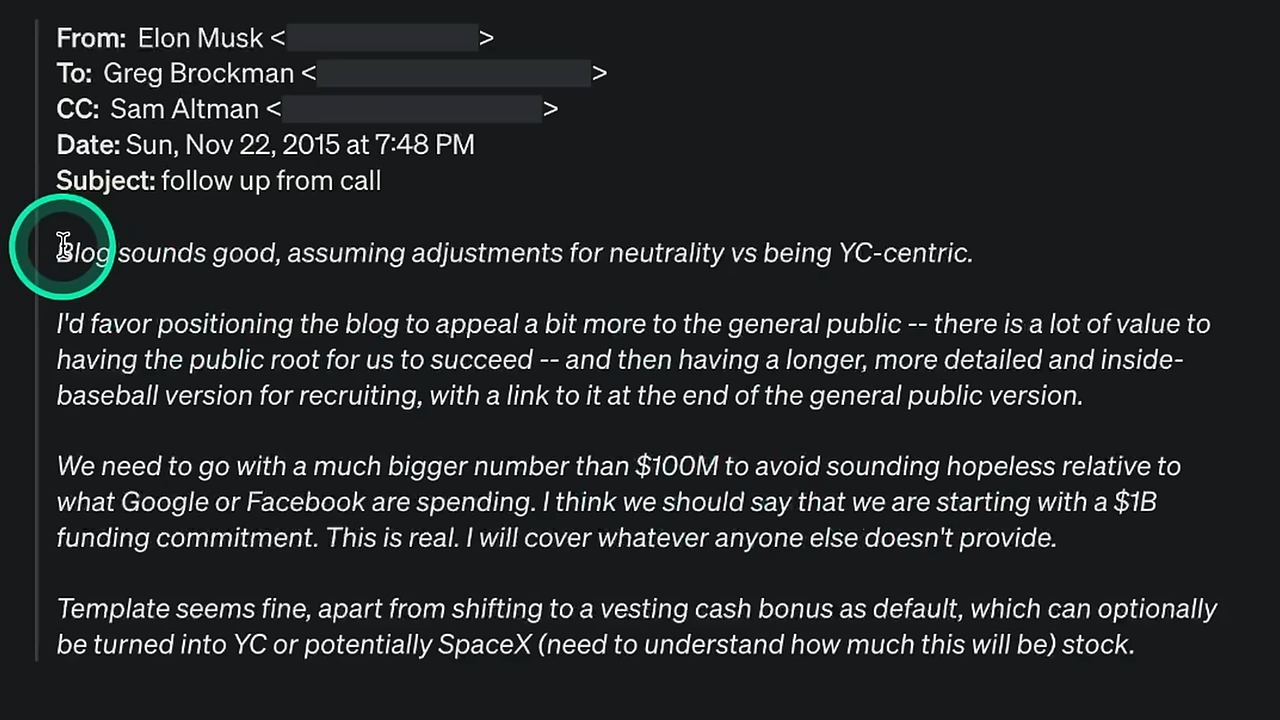 From: Elon Musk < >
To: Greg Brockman < >
CC: Sam Altman < >
Date: Sun, Nov 22, 2015 at 7:48 PM
Subject: follow up from call
Blog sounds good, assuming adjustments for neutrality vs being YC-centric.
I'd favor positioning the blog to appeal a bit more to the general public -- there is a lot of value to
having the public root for us to succeed -- and then having a longer, more detailed and inside-
baseball version for recruiting, with a link to it at the end of the general public version.
We need to go with a much bigger number than $100M to avoid sounding hopeless relative to
what Google or Facebook are spending. I think we should say that we are starting with a $1B
funding commitment. This is real. I will cover whatever anyone else doesn't provide.
Template seems fine, apart from shifting to a vesting cash bonus as default, which can optionally
be turned into YC or potentially SpaceX (need to understand how much this will be) stock.